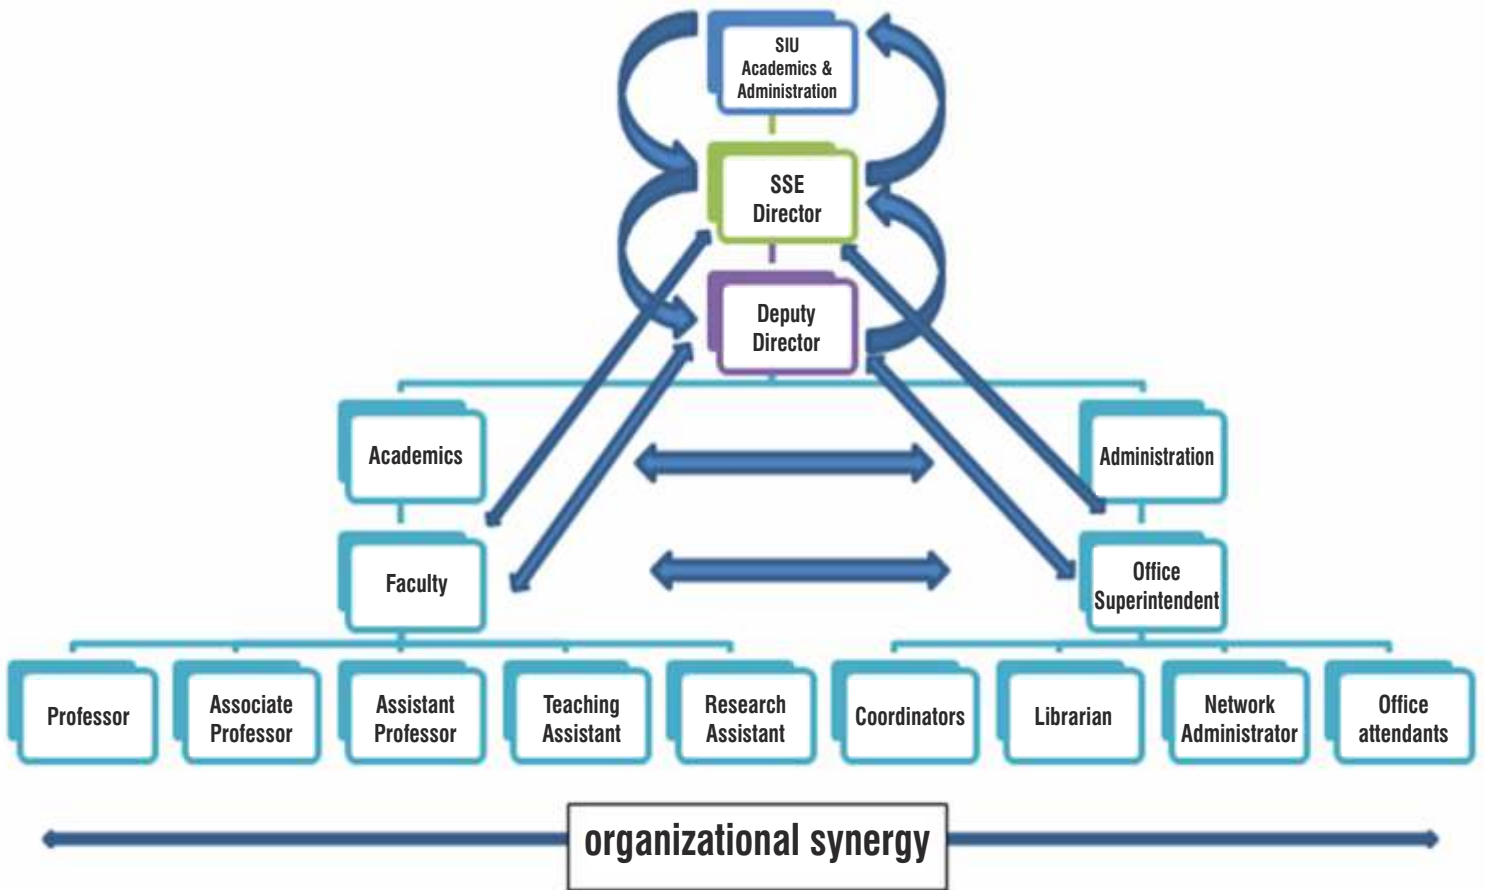 SIU
Academics &
Administration
SSE
Director
Deputy
Director
Academics
Administration
Faculty
Office
Superintendent
Professor
Associate
Professor
Assistant
Professor
Teaching
Assistant
Research
Assistant
Coordinators
Librarian
Network
Administrator
Office
attendants
organizational synergy